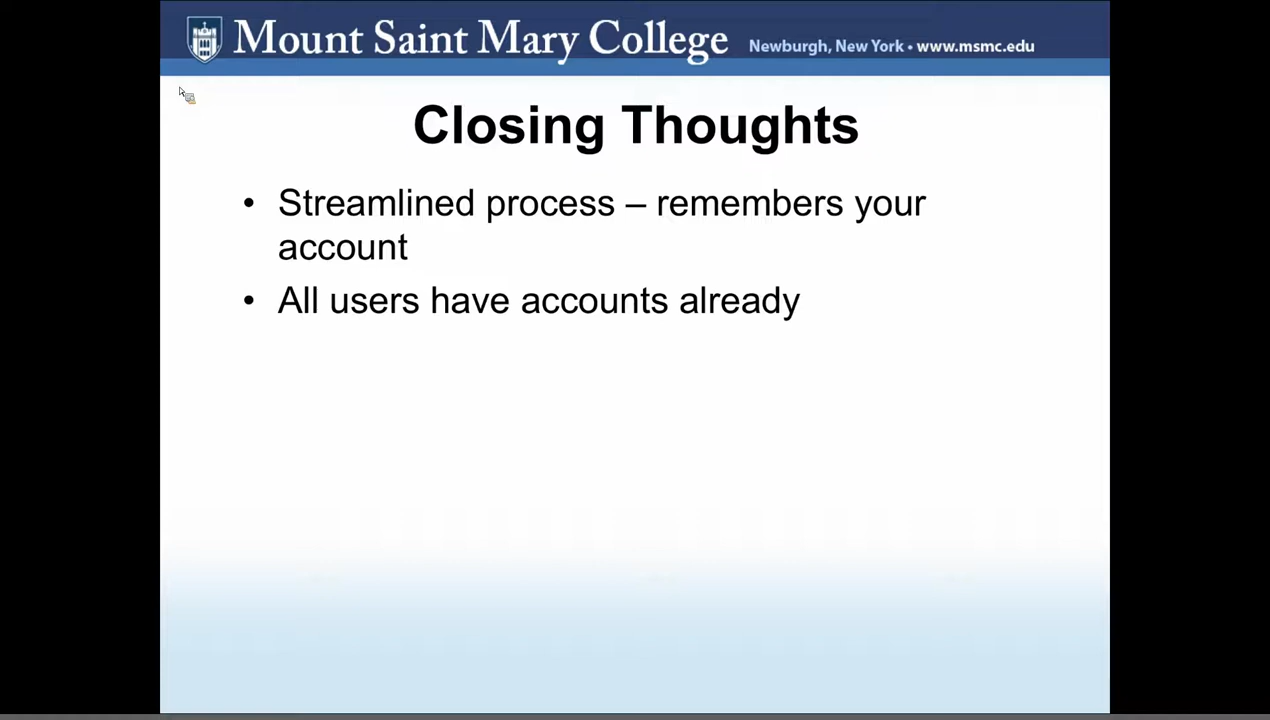 Mount Saint Mary College Newburgh, New York • www.msmc.edu
Closing Thoughts
• Streamlined process – remembers your
account
• All users have accounts already